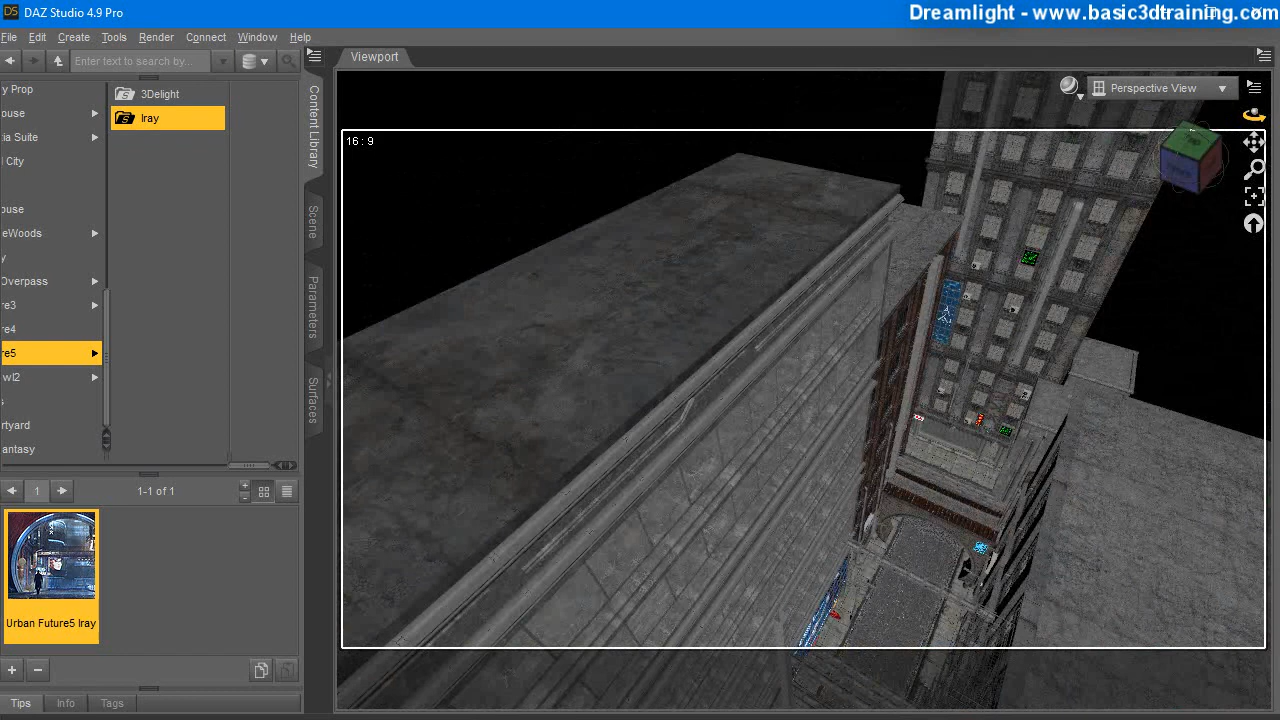 DS DAZ Studio 4.9 Pro
Dreamlight - www.basic3dtraining.com
File Edit Create Tools Render Connect Window Help
Enter text to search by...
Viewport
y Prop
ouse
ia Suite
l City
ouse
eWoods
y
Overpass
re3
re4
re5
wl2
s
rtyard
antasy
3Delight
Iray
Content Library
Scene
Parameters
Surfaces
16 : 9
Perspective View
1
1-1 of 1
Urban Future5 Iray
Tips Info Tags